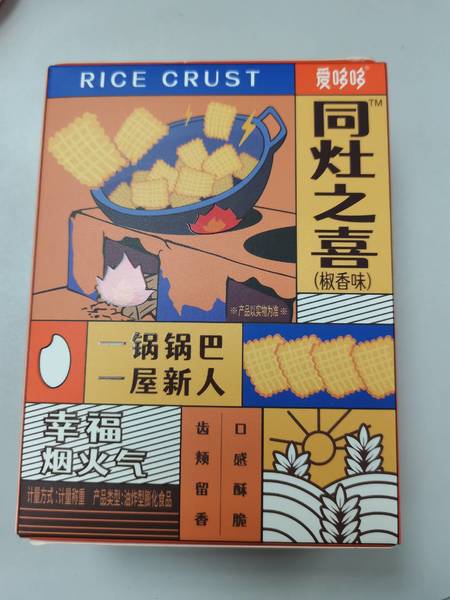 RICE CRUST
爱哆哆
同灶之喜™
(椒香味)
※产品以实物为准※
一锅锅巴
一屋新人
幸福
烟火气
计量方式:计量称重 产品类型:油炸型膨化食品
口感酥脆
齿颊留香